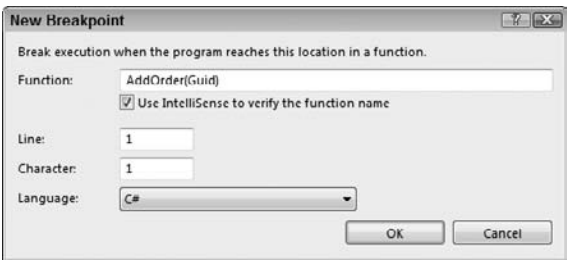 New Breakpoint
Break execution when the program reaches this location in a function.
Function: AddOrder(Guid)
Use IntelliSense to verify the function name
Line: 1
Character: 1
Language: C#
OK Cancel